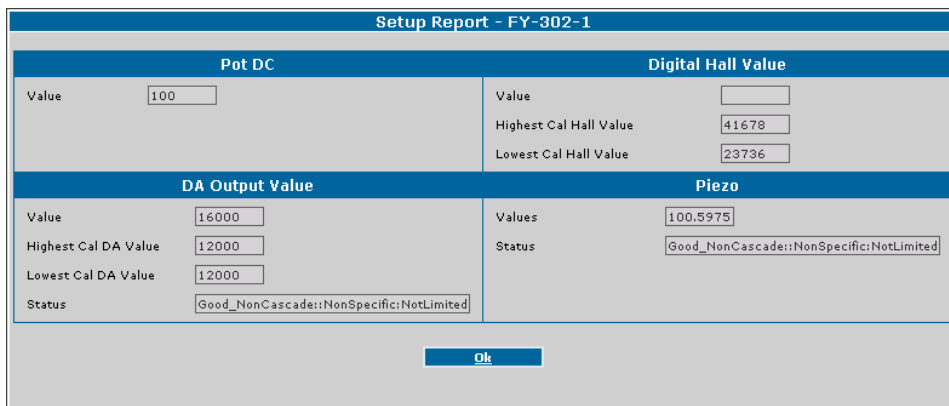 Setup Report - FY-302-1
Pot DC
Value 100
Digital Hall Value
Value
Highest Cal Hall Value 41678
Lowest Cal Hall Value 23736
DA Output Value
Value 16000
Highest Cal DA Value 12000
Lowest Cal DA Value 12000
Status Good_NonCascade::NonSpecific:NotLimited
Piezo
Values 100.5975
Status Good_NonCascade::NonSpecific:NotLimited
Ok